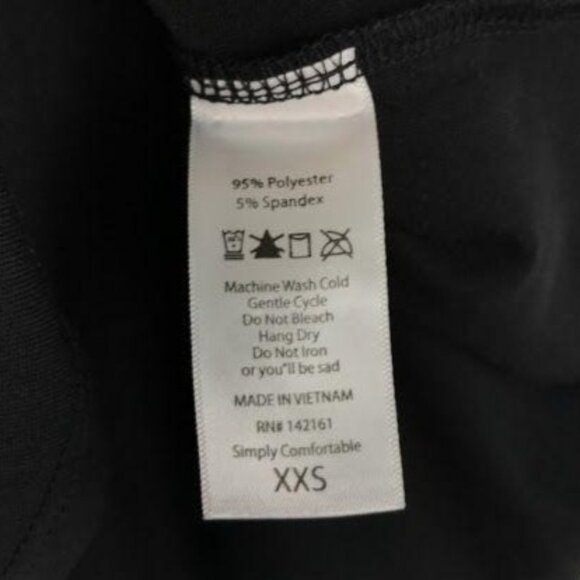 95% Polyester
5% Spandex
Machine Wash Cold
Gentle Cycle
Do Not Bleach
Hang Dry
Do Not Iron
or you"ll be sad
MADE IN VIETNAM
RN# 142161
Simply Comfortable
XXS